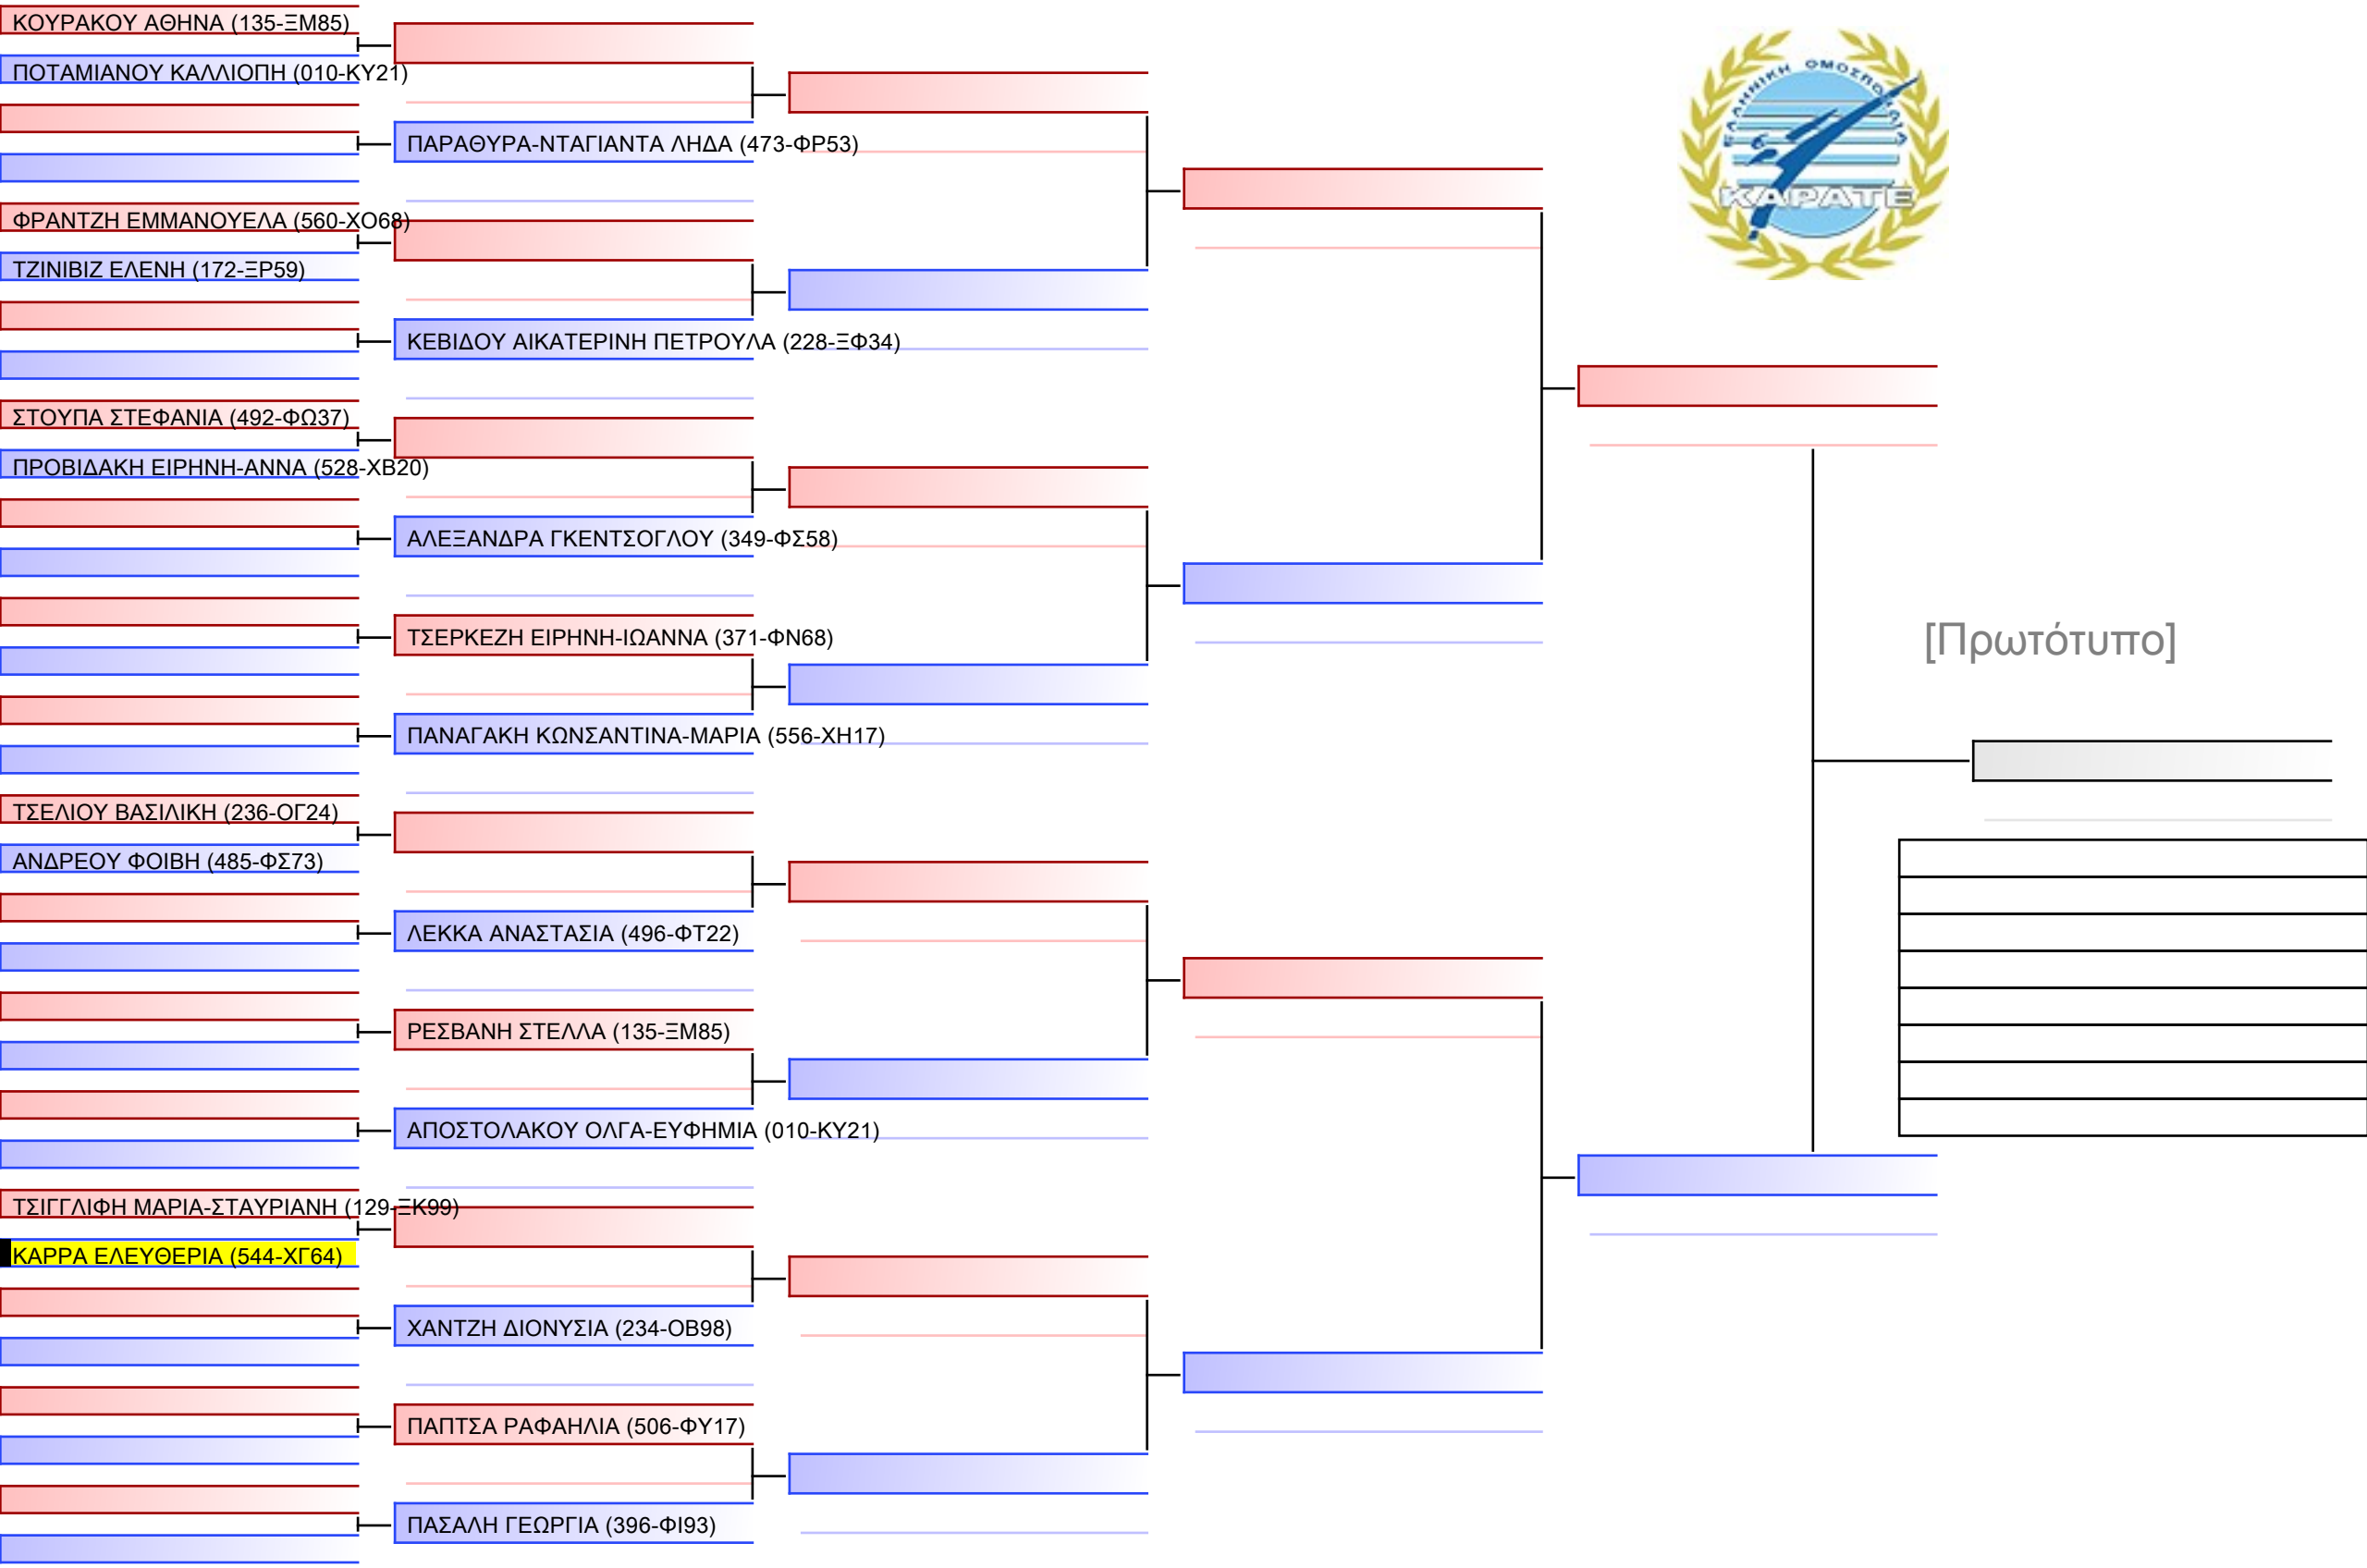 ΚΟΥΡΑΚΟΥ ΑΘΗΝΑ (135-ΞΜ85)
ΠΟΤΑΜΙΑΝΟΥ ΚΑΛΛΙΟΠΗ (010-ΚΥ21)
ΠΑΡΑΘΥΡΑ-ΝΤΑΓΙΑΝΤΑ ΛΗΔΑ (473-ΦΡ53)
ΦΡΑΝΤΖΗ ΕΜΜΑΝΟΥΕΛΑ (560-ΧΟ68)
ΤΖΙΝΙΒΙΖ ΕΛΕΝΗ (172-ΞΡ59)
ΚΕΒΙΔΟΥ ΑΙΚΑΤΕΡΙΝΗ ΠΕΤΡΟΥΛΑ (228-ΞΦ34)
ΣΤΟΥΠΑ ΣΤΕΦΑΝΙΑ (492-ΦΩ37)
ΠΡΟΒΙΔΑΚΗ ΕΙΡΗΝΗ-ΑΝΝΑ (528-ΧΒ20)
ΑΛΕΞΑΝΔΡΑ ΓΚΕΝΤΣΟΓΛΟΥ (349-ΦΣ58)
ΤΣΕΡΚΕΖΗ ΕΙΡΗΝΗ-ΙΩΑΝΝΑ (371-ΦΝ68)
ΠΑΝΑΓΑΚΗ ΚΩΝΣΑΝΤΙΝΑ-ΜΑΡΙΑ (556-ΧΗ17)
ΤΣΕΛΙΟΥ ΒΑΣΙΛΙΚΗ (236-ΟΓ24)
ΑΝΔΡΕΟΥ ΦΟΙΒΗ (485-ΦΣ73)
ΛΕΚΚΑ ΑΝΑΣΤΑΣΙΑ (496-ΦΤ22)
ΡΕΣΒΑΝΗ ΣΤΕΛΛΑ (135-ΞΜ85)
ΑΠΟΣΤΟΛΑΚΟΥ ΟΛΓΑ-ΕΥΦΗΜΙΑ (010-ΚΥ21)
ΤΣΙΓΓΛΙΦΗ ΜΑΡΙΑ-ΣΤΑΥΡΙΑΝΗ (129-ΞΚ99)
ΚΑΡΡΑ ΕΛΕΥΘΕΡΙΑ (544-ΧΓ64)
ΧΑΝΤΖΗ ΔΙΟΝΥΣΙΑ (234-ΟΒ98)
ΠΑΠΤΣΑ ΡΑΦΑΗΛΙΑ (506-ΦΥ17)
ΠΑΣΑΛΗ ΓΕΩΡΓΙΑ (396-ΦΙ93)
ΕΛΛΗΝΙΚΗ ΟΜΟΣΠΟΝΔΙΑ
ΚΑΡΑΤΕ
[Πρωτότυπο]